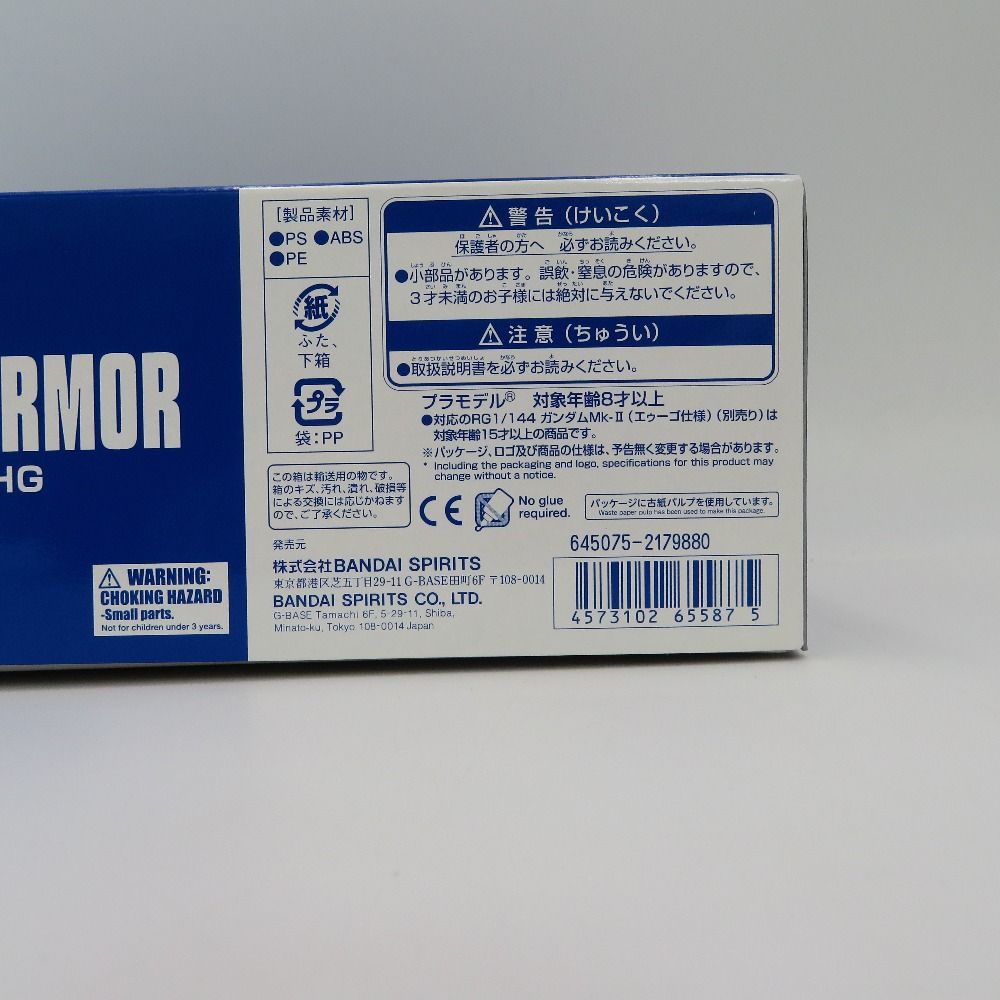 RMOR
HG
WARNING:
CHOKING HAZARD
-Small parts.
Not for children under 3 years.
[製品素材]
●PS ●ABS
●PE
紙
ふた、
下箱
プラ
袋:PP
この箱は輸送用の物です。
箱のキズ、汚れ、潰れ、破損等
による交換には応じかねます
ので、ご了承ください。
警告(けいこく)
保護者の方へ 必ずお読みください。
●小部品があります。誤飲・窒息の危険がありますので、
3才未満のお子様には絶対に与えないでください。
注意(ちゅうい)
●取扱説明書を必ずお読みください。
プラモデル® 対象年齢8才以上
●対応のRG1/144 ガンダムMk-Ⅱ(エゥーゴ仕様)(別売り)は
対象年齢15才以上の商品です。
※パッケージ、ロゴ及び商品の仕様は、予告無く変更する場合があります。
* Including the packaging and logo, specifications for this product may
change without a notice.
CE
No glue
required.
パッケージに古紙パルプを使用しています。
Waste paper pulp has been used to make this package.
発売元
株式会社BANDAI SPIRITS
東京都港区芝五丁目29-11 G-BASE田町6F 〒108-0014
BANDAI SPIRITS CO., LTD.
G-BASE Tamachi 6F, 5-29-11, Shiba,
Minato-ku, Tokyo 108-0014 Japan
645075-2179880
4573102 65587 5